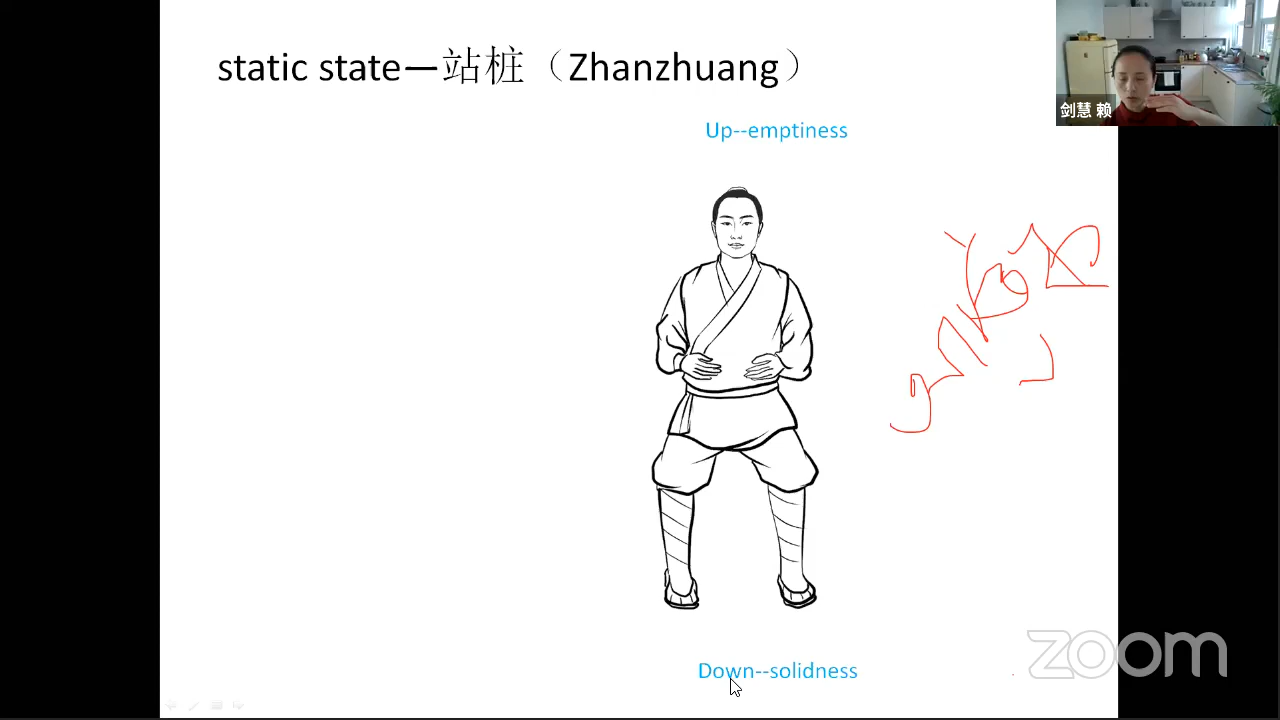 static state—站桩（Zhanzhuang）
剑慧 赖
Up--emptiness
Down--solidness
zoom